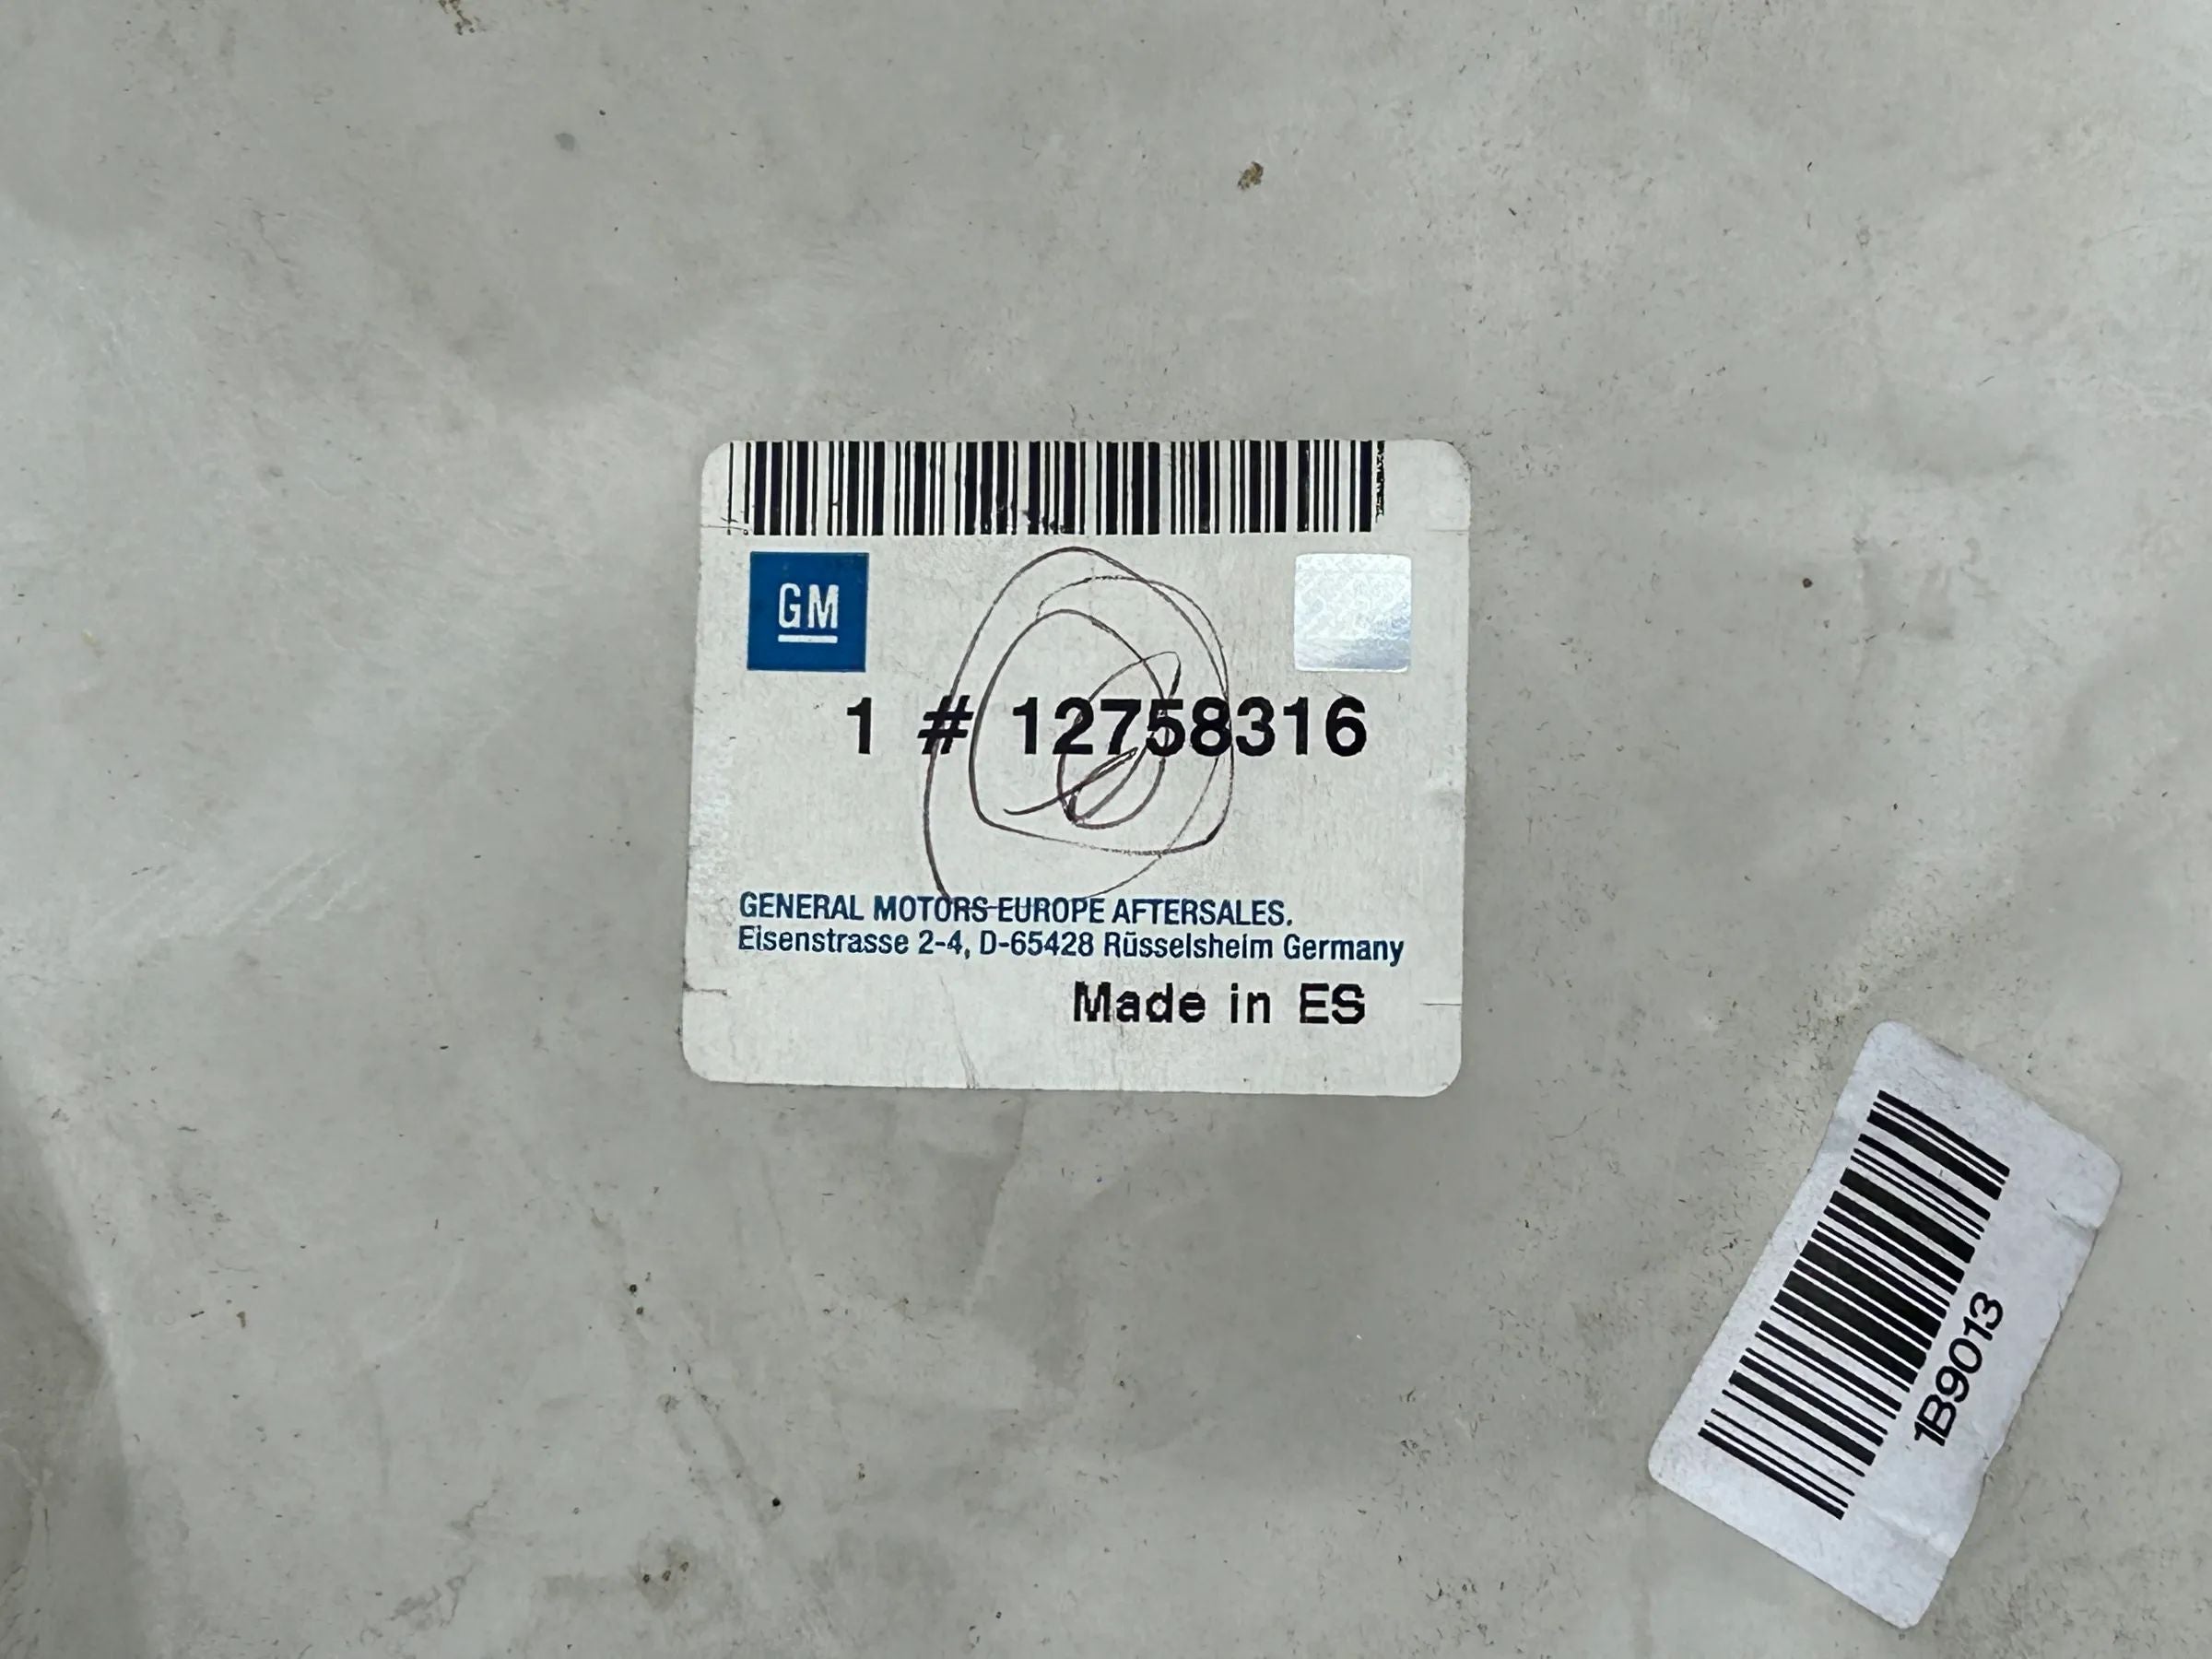 GM
1 # 12758316
GENERAL MOTORS EUROPE AFTERSALES.
Eisenstrasse 2-4, D-65428 Rüsselsheim Germany
Made in ES
1B9013